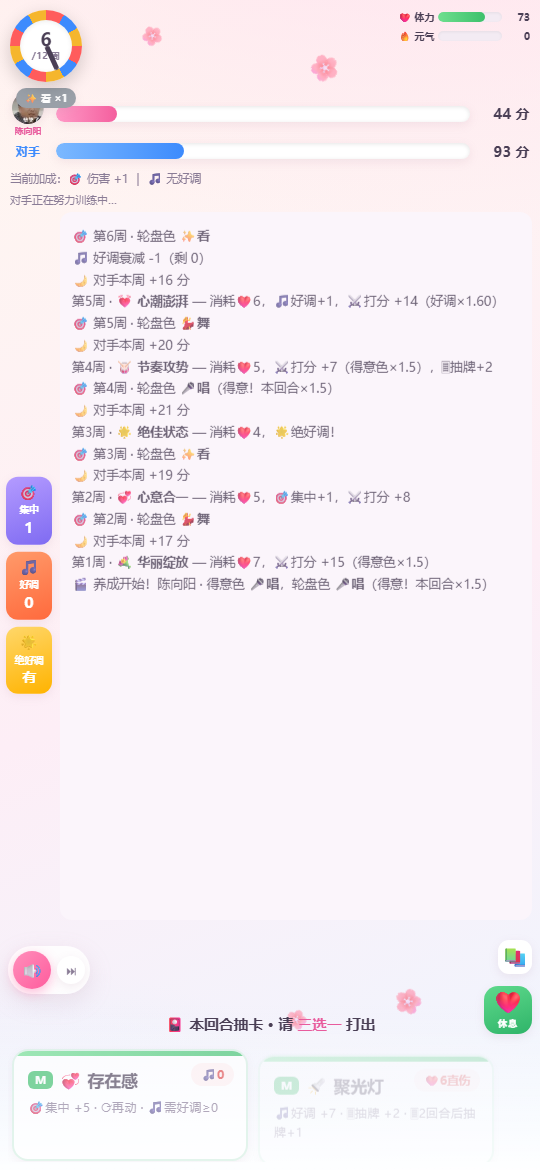 6
/12周
体力 73
元气 0
看 ×1
44 分
陈向阳
对手 93 分
当前加成: 伤害 +1 | 无好调
对手正在努力训练中...
第6周 · 轮盘色 看
好调衰减 -1（剩 0）
对手本周 +16 分
第5周 · 心潮澎湃 — 消耗 6, 好调+1, 打分 +14（好调×1.60）
第5周 · 轮盘色 舞
对手本周 +20 分
第4周 · 节奏攻势 — 消耗 5, 打分 +7（得意色×1.5）, 抽牌+2
第4周 · 轮盘色 唱（得意！本回合×1.5）
对手本周 +21 分
第3周 · 绝佳状态 — 消耗 4, 绝好调！
第3周 · 轮盘色 看
对手本周 +19 分
第2周 · 心意合一 — 消耗 5, 集中+1, 打分 +8
第2周 · 轮盘色 舞
对手本周 +17 分
第1周 · 华丽绽放 — 消耗 7, 打分 +15（得意色×1.5）
养成开始！陈向阳 · 得意色 唱, 轮盘色 唱（得意！本回合×1.5）
集中
1
好调
0
绝好调
有
休息
本回合抽卡 • 请 三选一 打出
M 存在感 0
集中 +5 · 再动 · 需好调≥0
M 聚光灯 6直伤
好调 +7 · 抽牌 +2 · 2回合后抽
牌+1